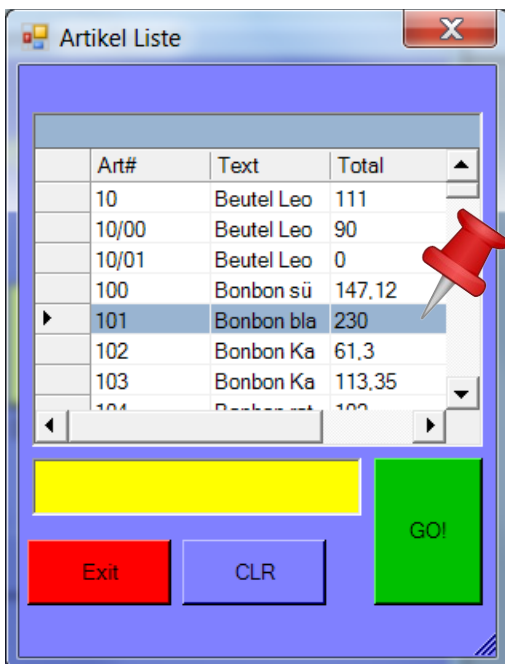 Artikel Liste
Art# Text Total
10 Beutel Leo 111
10/00 Beutel Leo 90
10/01 Beutel Leo 0
100 Bonbon sü 147,12
101 Bonbon bla 230
102 Bonbon Ka 61,3
103 Bonbon Ka 113,35
GO!
Exit CLR